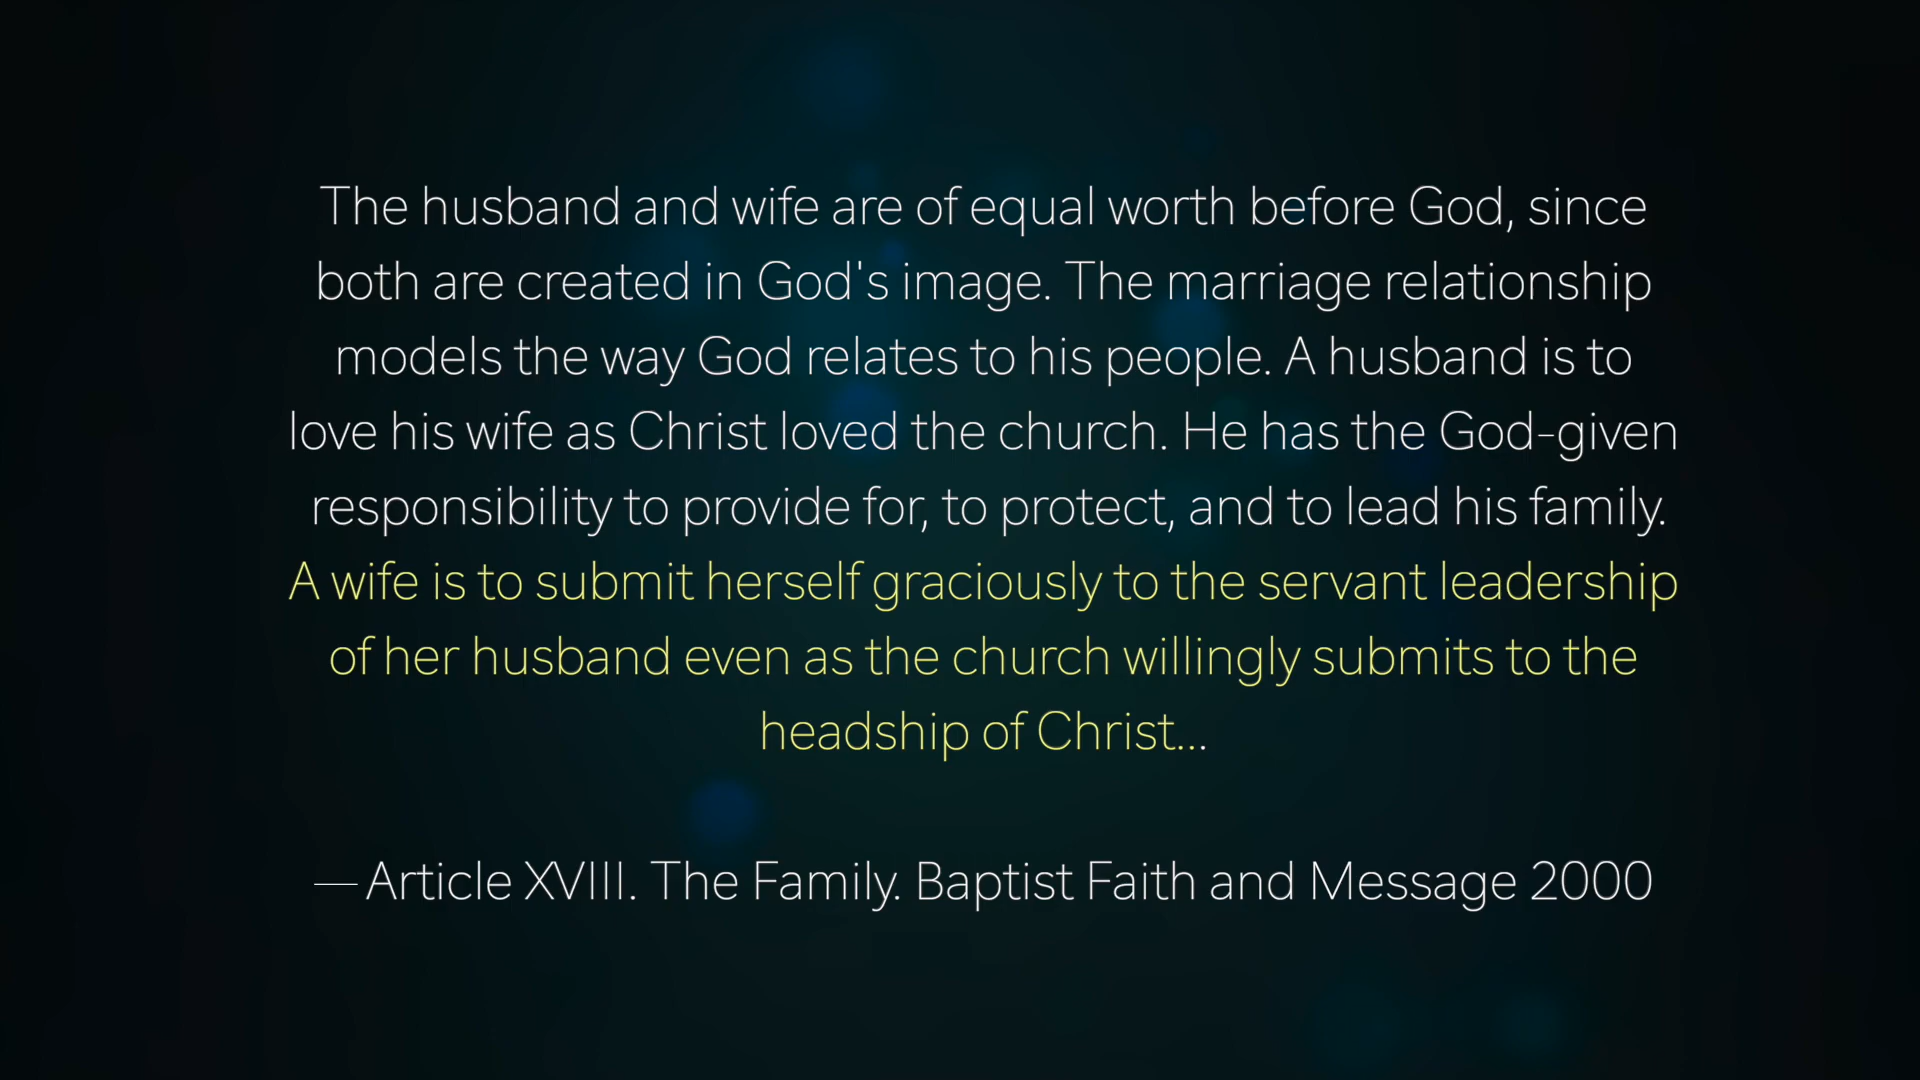 The husband and wife are of equal worth before God, since
both are created in God's image. The marriage relationship
models the way God relates to his people. A husband is to
love his wife as Christ loved the church. He has the God-given
responsibility to provide for, to protect, and to lead his family.
A wife is to submit herself graciously to the servant leadership
of her husband even as the church willingly submits to the
headship of Christ...
— Article XVIII. The Family. Baptist Faith and Message 2000